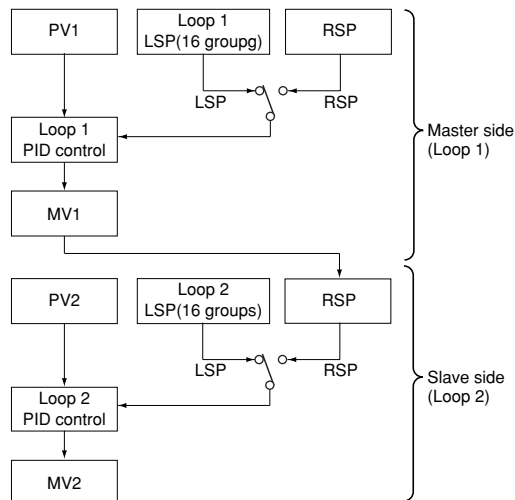 PV1
Loop 1
LSP(16 groupg)
RSP
LSP
RSP
Loop 1
PID control
Master side
(Loop 1)
MV1
PV2
Loop 2
LSP(16 groups)
RSP
LSP
RSP
Loop 2
PID control
Slave side
(Loop 2)
MV2